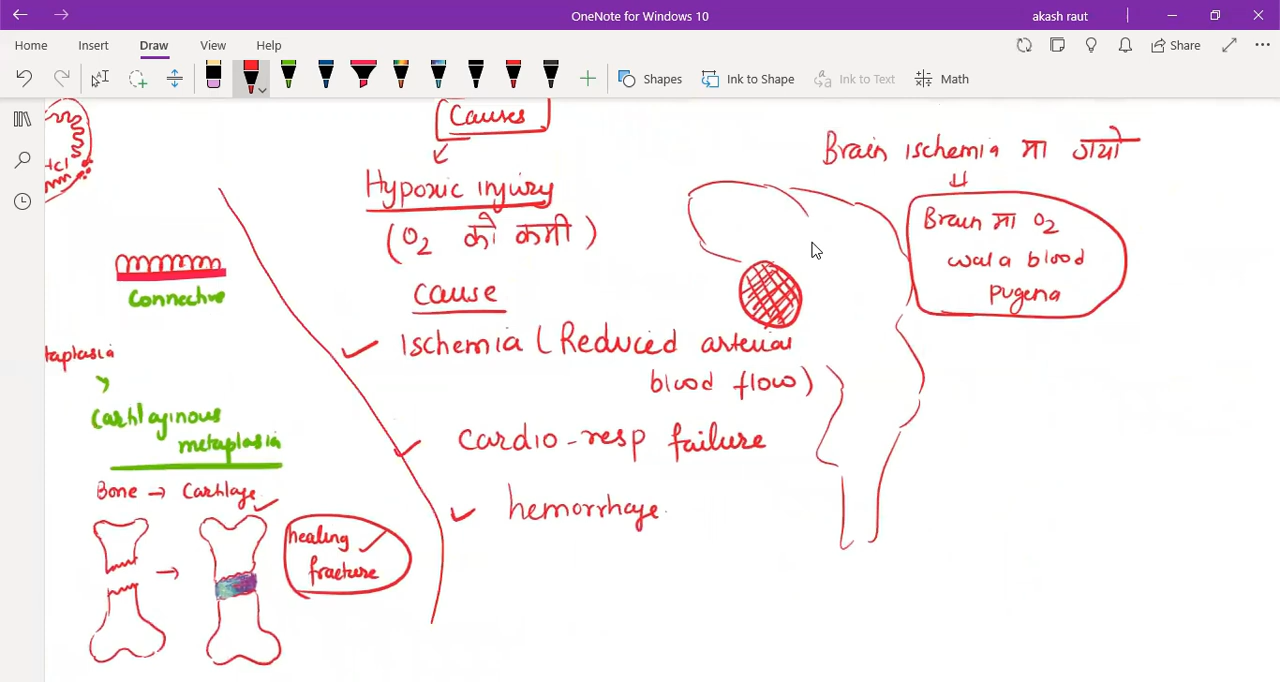 OneNote for Windows 10
akash raut
Home Insert Draw View Help
Share
Shapes Ink to Shape Ink to Text Math
Causes
Hypoxic injury
(O2 को कमी)
Cause
Ischemia (Reduced arterial
blood flow)
cardio-resp failure
hemorrhage
Brain ischemia मा गयो
Brain मा O2
wala blood
pugena
HCl
Connective
taplasia
Cartilaginous
metaplasia
Bone → Cartilage
healing
fracture